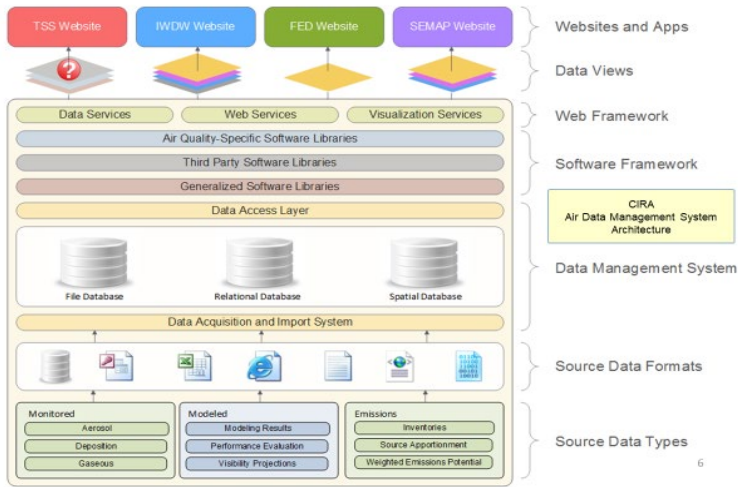 TSS Website
IWDW Website
FED Website
SEMAP Website
Websites and Apps
?
Data Views
Data Services
Web Services
Visualization Services
Web Framework
Air Quality-Specific Software Libraries
Third Party Software Libraries
Generalized Software Libraries
Software Framework
Data Access Layer
CIRA
Air Data Management System
Architecture
File Database
Relational Database
Spatial Database
Data Management System
Data Acquisition and Import System
Source Data Formats
Monitored
Aerosol
Deposition
Gaseous
Modeled
Modeling Results
Performance Evaluation
Visibility Projections
Emissions
Inventories
Source Apportionment
Weighted Emissions Potential
Source Data Types
6